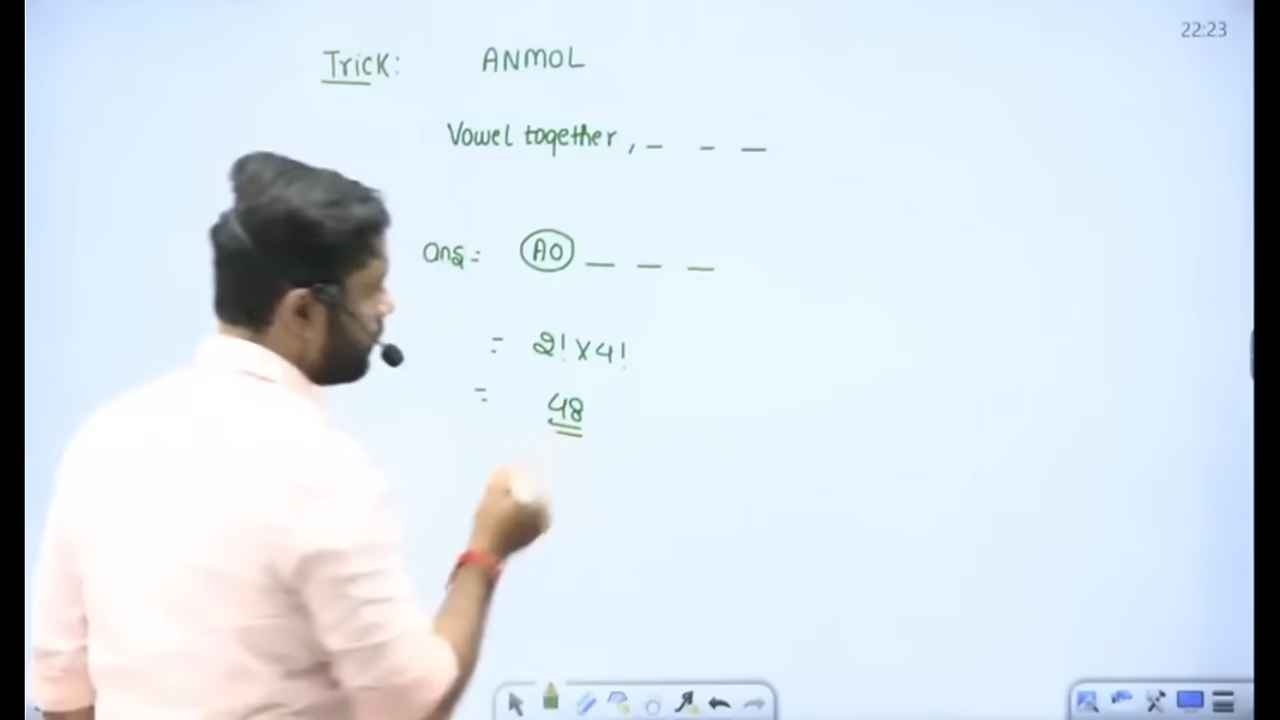 22:23
Trick: ANMOL
Vowel together, _ _ _
Ans = AO _ _ _
= 2! x 4!
= 48